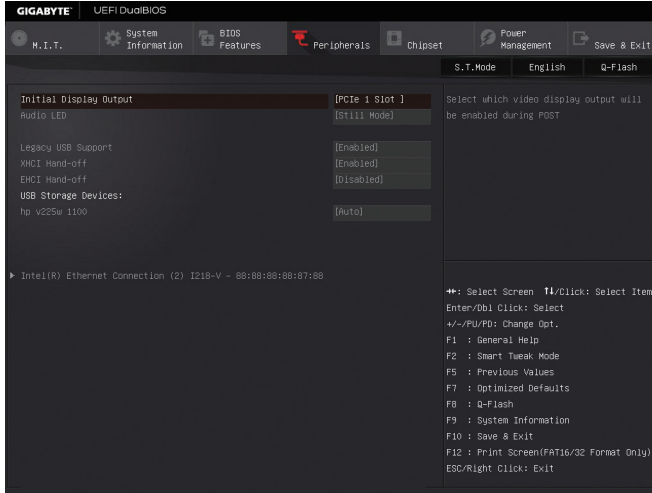 GIGABYTE™ UEFI DualBIOS
M.I.T. System Information BIOS Features Peripherals Chipset Power Management Save & Exit
S.T.Mode English Q-Flash
Initial Display Output [PCIe 1 Slot ]
Audio LED [Still Mode]
Legacy USB Support [Enabled]
XHCI Hand-off [Enabled]
EHCI Hand-off [Disabled]
USB Storage Devices:
hp v225w 1100 [Auto]
Intel(R) Ethernet Connection (2) I218-V - 88:88:88:88:87:88
Select which video display output will
be enabled during POST
→←: Select Screen ↑↓/Click: Select Item
Enter/Dbl Click: Select
+/-/PU/PD: Change Opt.
F1 : General Help
F2 : Smart Tweak Mode
F5 : Previous Values
F7 : Optimized Defaults
F8 : Q-Flash
F9 : System Information
F10 : Save & Exit
F12 : Print Screen(FAT16/32 Format Only)
ESC/Right Click: Exit